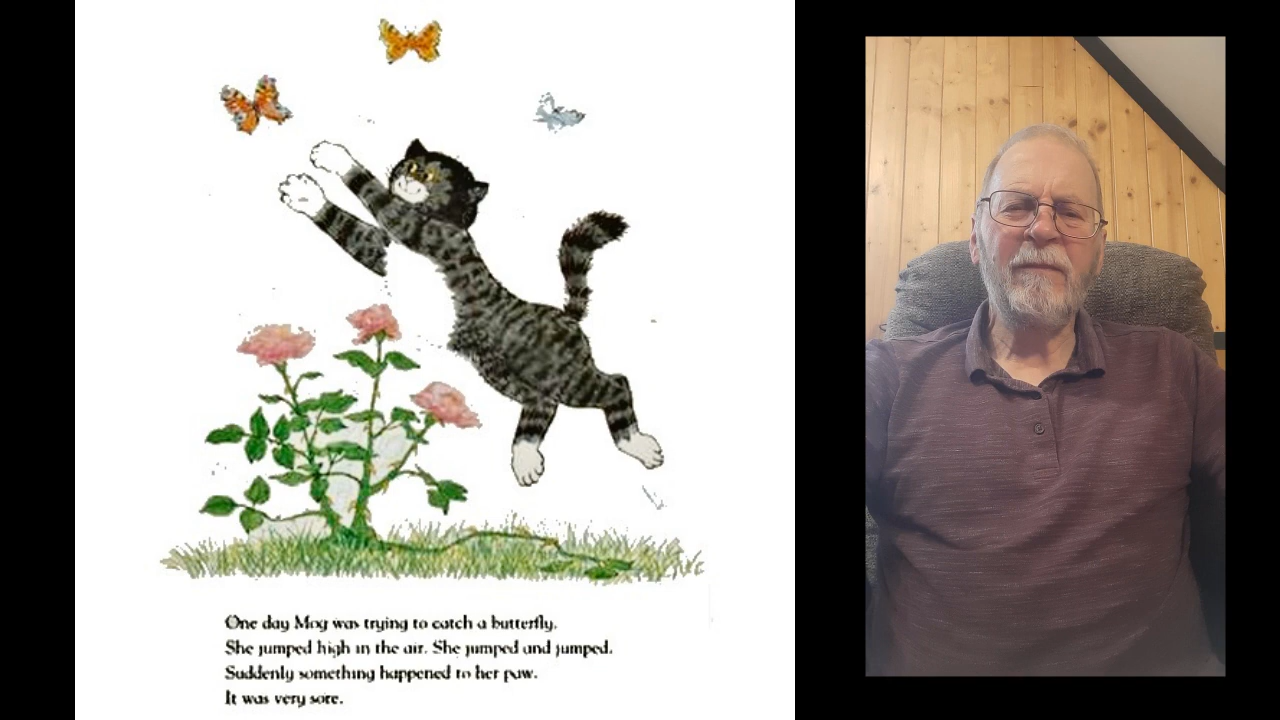 One day Mog was trying to catch a butterfly.
She jumped high in the air. She jumped and jumped.
Suddenly something happened to her paw.
It was very sore.